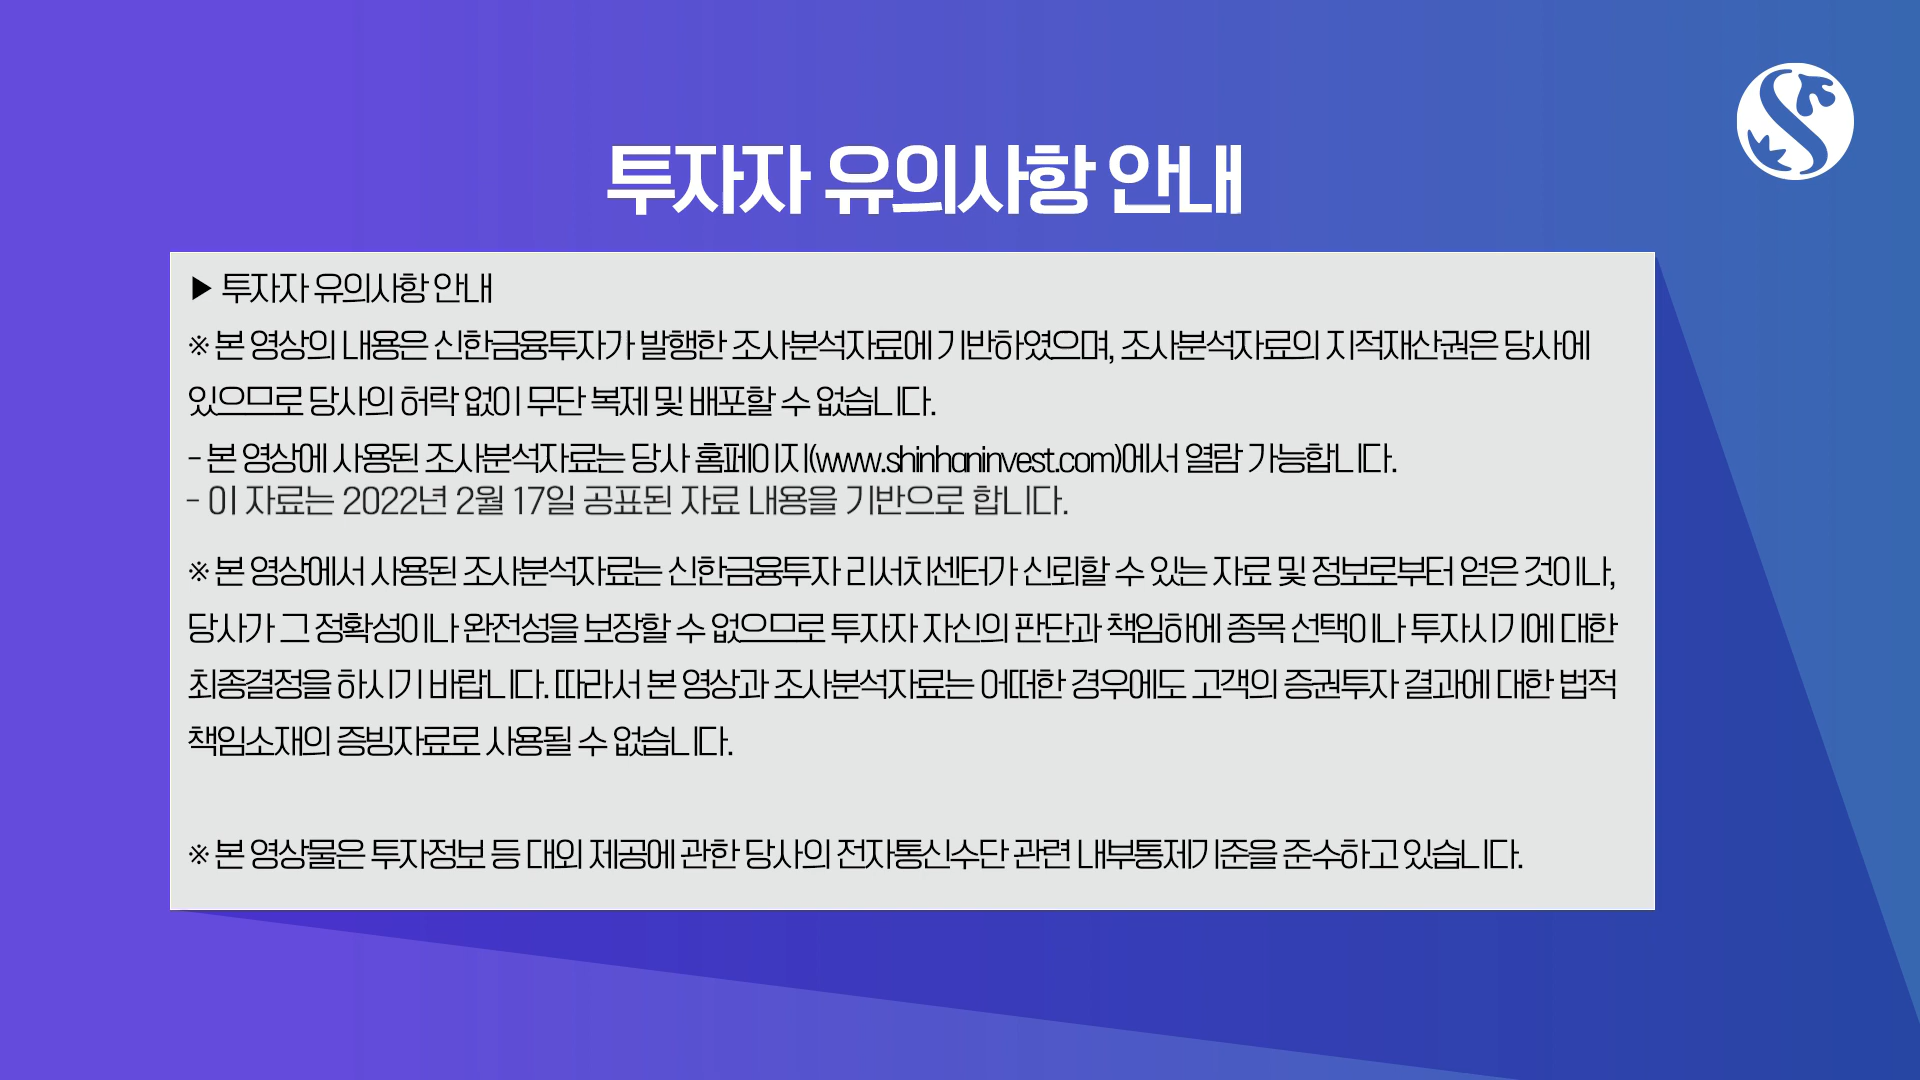 투자자 유의사항 안내
▶ 투자자 유의사항 안내
※ 본 영상의 내용은 신한금융투자가 발행한 조사분석자료에 기반하였으며, 조사분석자료의 지적재산권은 당사에
있으므로 당사의 허락 없이 무단 복제 및 배포할 수 없습니다.
- 본 영상에 사용된 조사분석자료는 당사 홈페이지(www.shinhaninvest.com)에서 열람 가능합니다.
- 이 자료는 2022년 2월 17일 공표된 자료 내용을 기반으로 합니다.
※ 본 영상에서 사용된 조사분석자료는 신한금융투자 리서치센터가 신뢰할 수 있는 자료 및 정보로부터 얻은 것이나,
당사가 그 정확성이나 완전성을 보장할 수 없으므로 투자자 자신의 판단과 책임하에 종목 선택이나 투자시기에 대한
최종결정을 하시기 바랍니다. 따라서 본 영상과 조사분석자료는 어떠한 경우에도 고객의 증권투자 결과에 대한 법적
책임소재의 증빙자료로 사용될 수 없습니다.
※ 본 영상물은 투자정보 등 대외 제공에 관한 당사의 전자통신수단 관련 내부통제기준을 준수하고 있습니다.